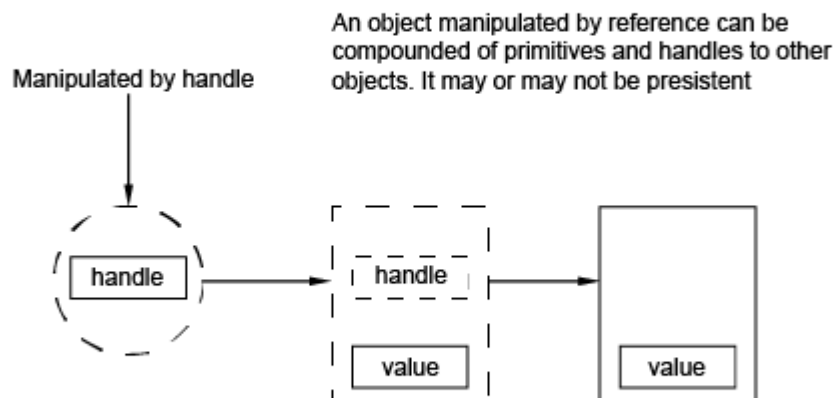 An object manipulated by reference can be
compounded of primitives and handles to other
objects. It may or may not be presistent
Manipulated by handle
handle
handle
value
value